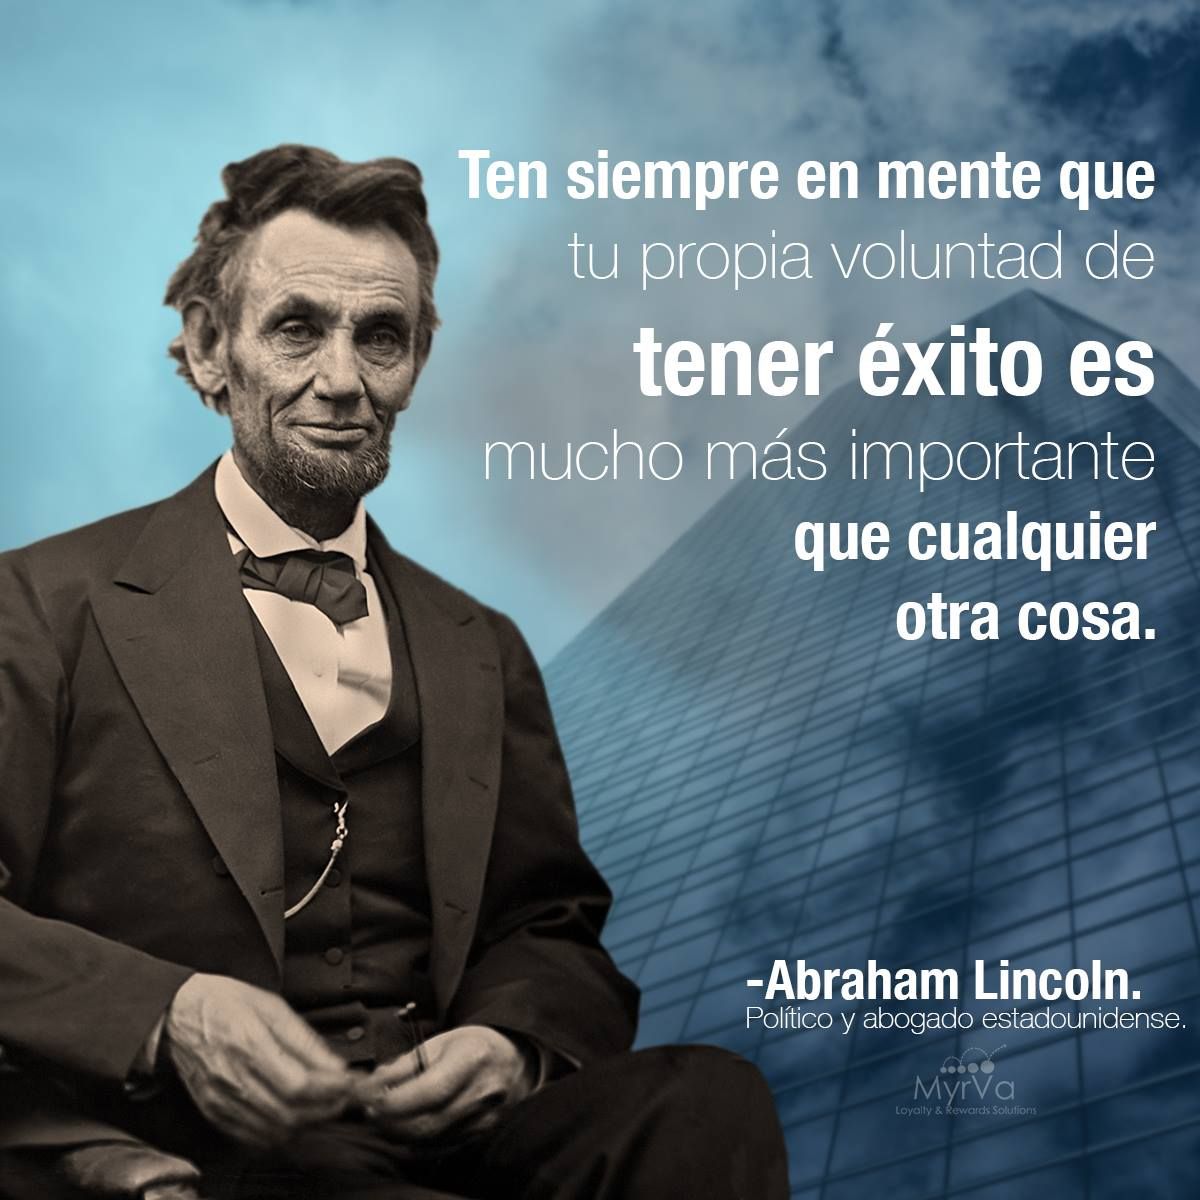 Ten siempre en mente que
tu propia voluntad de
tener éxito es
mucho más importante
que cualquier
otra cosa.
-Abraham Lincoln.
Político y abogado estadounidense.
MyrVa
Loyalty & Rewards Solutions